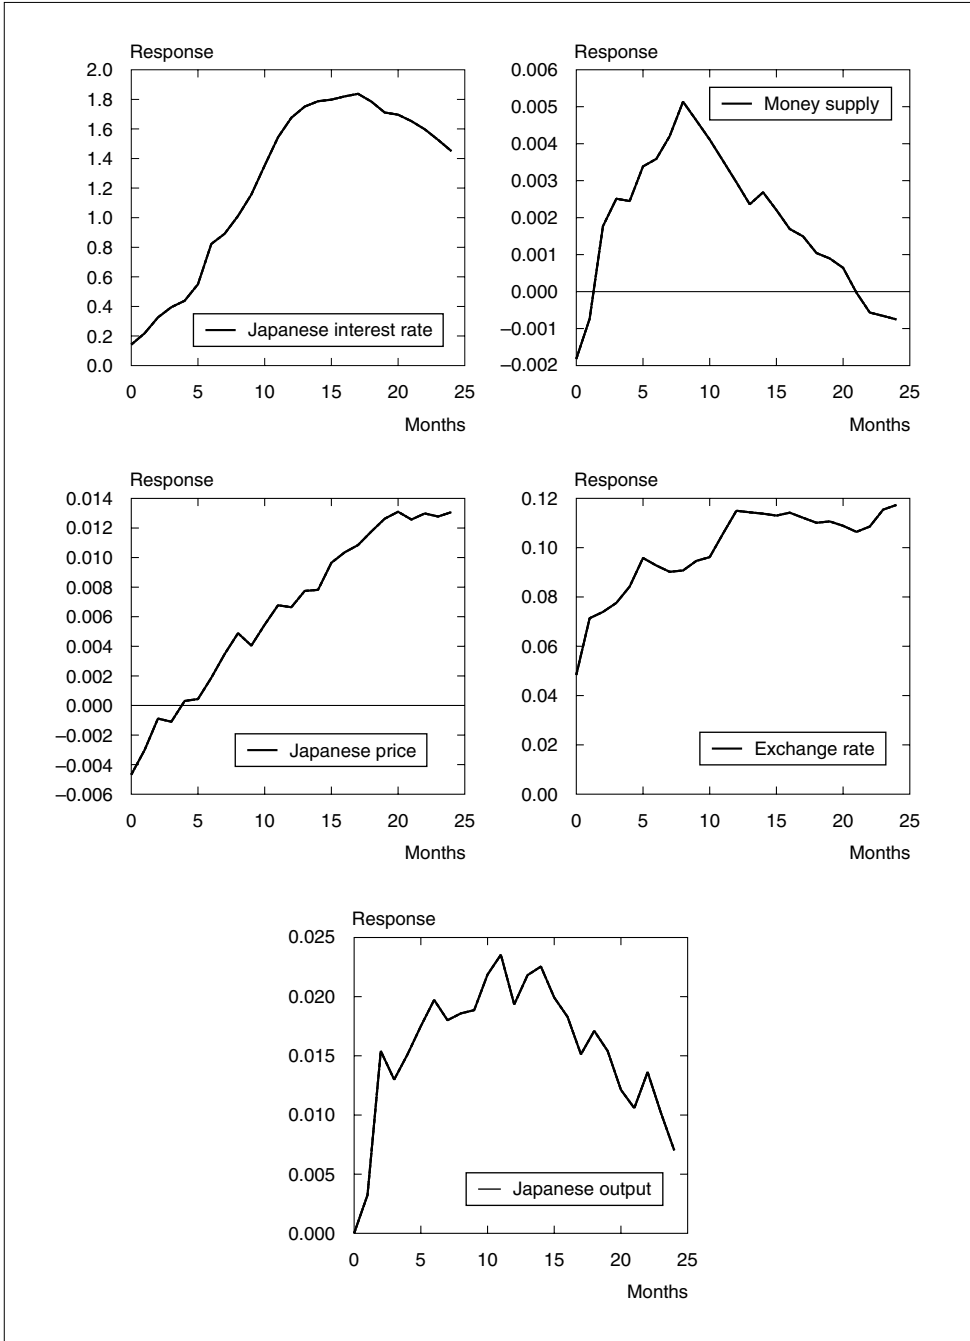 Response
2.0
1.8
1.6
1.4
1.2
1.0
0.8
0.6
0.4
0.2
0.0
Japanese interest rate
0 5 10 15 20 25
Months
Response
0.006
0.005
0.004
0.003
0.002
0.001
0.000
–0.001
–0.002
Money supply
0 5 10 15 20 25
Months
Response
0.014
0.012
0.010
0.008
0.006
0.004
0.002
0.000
–0.002
–0.004
–0.006
Japanese price
0 5 10 15 20 25
Months
Response
0.12
0.10
0.08
0.06
0.04
0.02
0.00
Exchange rate
0 5 10 15 20 25
Months
Response
0.025
0.020
0.015
0.010
0.005
0.000
Japanese output
0 5 10 15 20 25
Months